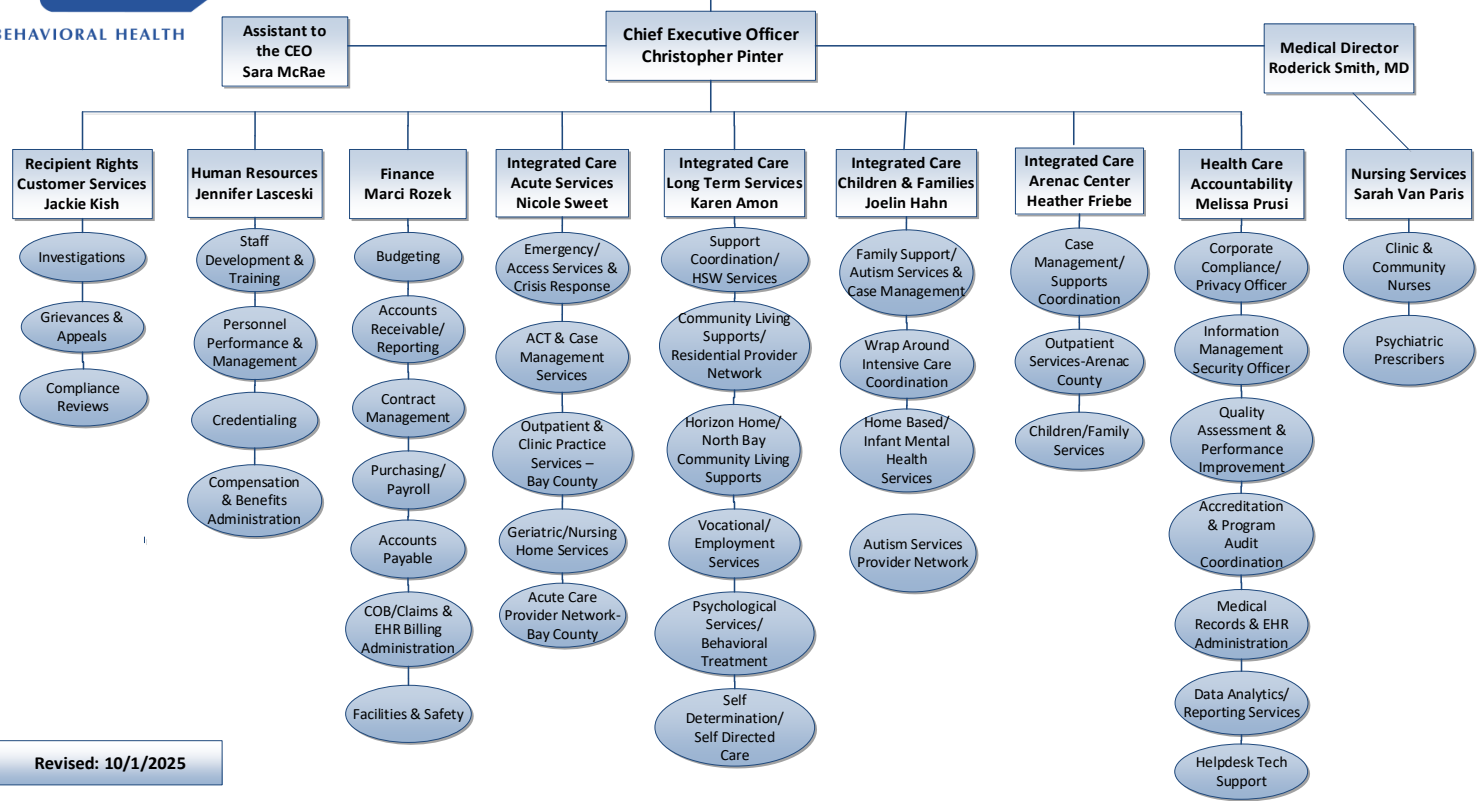 BEHAVIORAL HEALTH
Assistant to
the CEO
Sara McRae
Chief Executive Officer
Christopher Pinter
Medical Director
Roderick Smith, MD
Recipient Rights
Customer Services
Jackie Kish
Investigations
Grievances &
Appeals
Compliance
Reviews
Human Resources
Jennifer Lasceski
Staff
Development &
Training
Personnel
Performance &
Management
Credentialing
Compensation
& Benefits
Administration
Finance
Marci Rozek
Budgeting
Accounts
Receivable/
Reporting
Contract
Management
Purchasing/
Payroll
Accounts
Payable
COB/Claims &
EHR Billing
Administration
Facilities & Safety
Integrated Care
Acute Services
Nicole Sweet
Emergency/
Access Services &
Crisis Response
ACT & Case
Management
Services
Outpatient &
Clinic Practice
Services –
Bay County
Geriatric/Nursing
Home Services
Acute Care
Provider Network-
Bay County
Integrated Care
Long Term Services
Karen Amon
Support
Coordination/
HSW Services
Community Living
Supports/
Residential Provider
Network
Horizon Home/
North Bay
Community Living
Supports
Vocational/
Employment
Services
Psychological
Services/
Behavioral
Treatment
Self
Determination/
Self Directed
Care
Integrated Care
Children & Families
Joelin Hahn
Family Support/
Autism Services &
Case Management
Wrap Around
Intensive Care
Coordination
Home Based/
Infant Mental
Health
Services
Autism Services
Provider Network
Integrated Care
Arenac Center
Heather Friebe
Case
Management/
Supports
Coordination
Outpatient
Services-Arenac
County
Children/Family
Services
Health Care
Accountability
Melissa Prusi
Corporate
Compliance/
Privacy Officer
Information
Management
Security Officer
Quality
Assessment &
Performance
Improvement
Accreditation
& Program
Audit
Coordination
Medical
Records & EHR
Administration
Data Analytics/
Reporting Services
Helpdesk Tech
Support
Nursing Services
Sarah Van Paris
Clinic &
Community
Nurses
Psychiatric
Prescribers
Revised: 10/1/2025